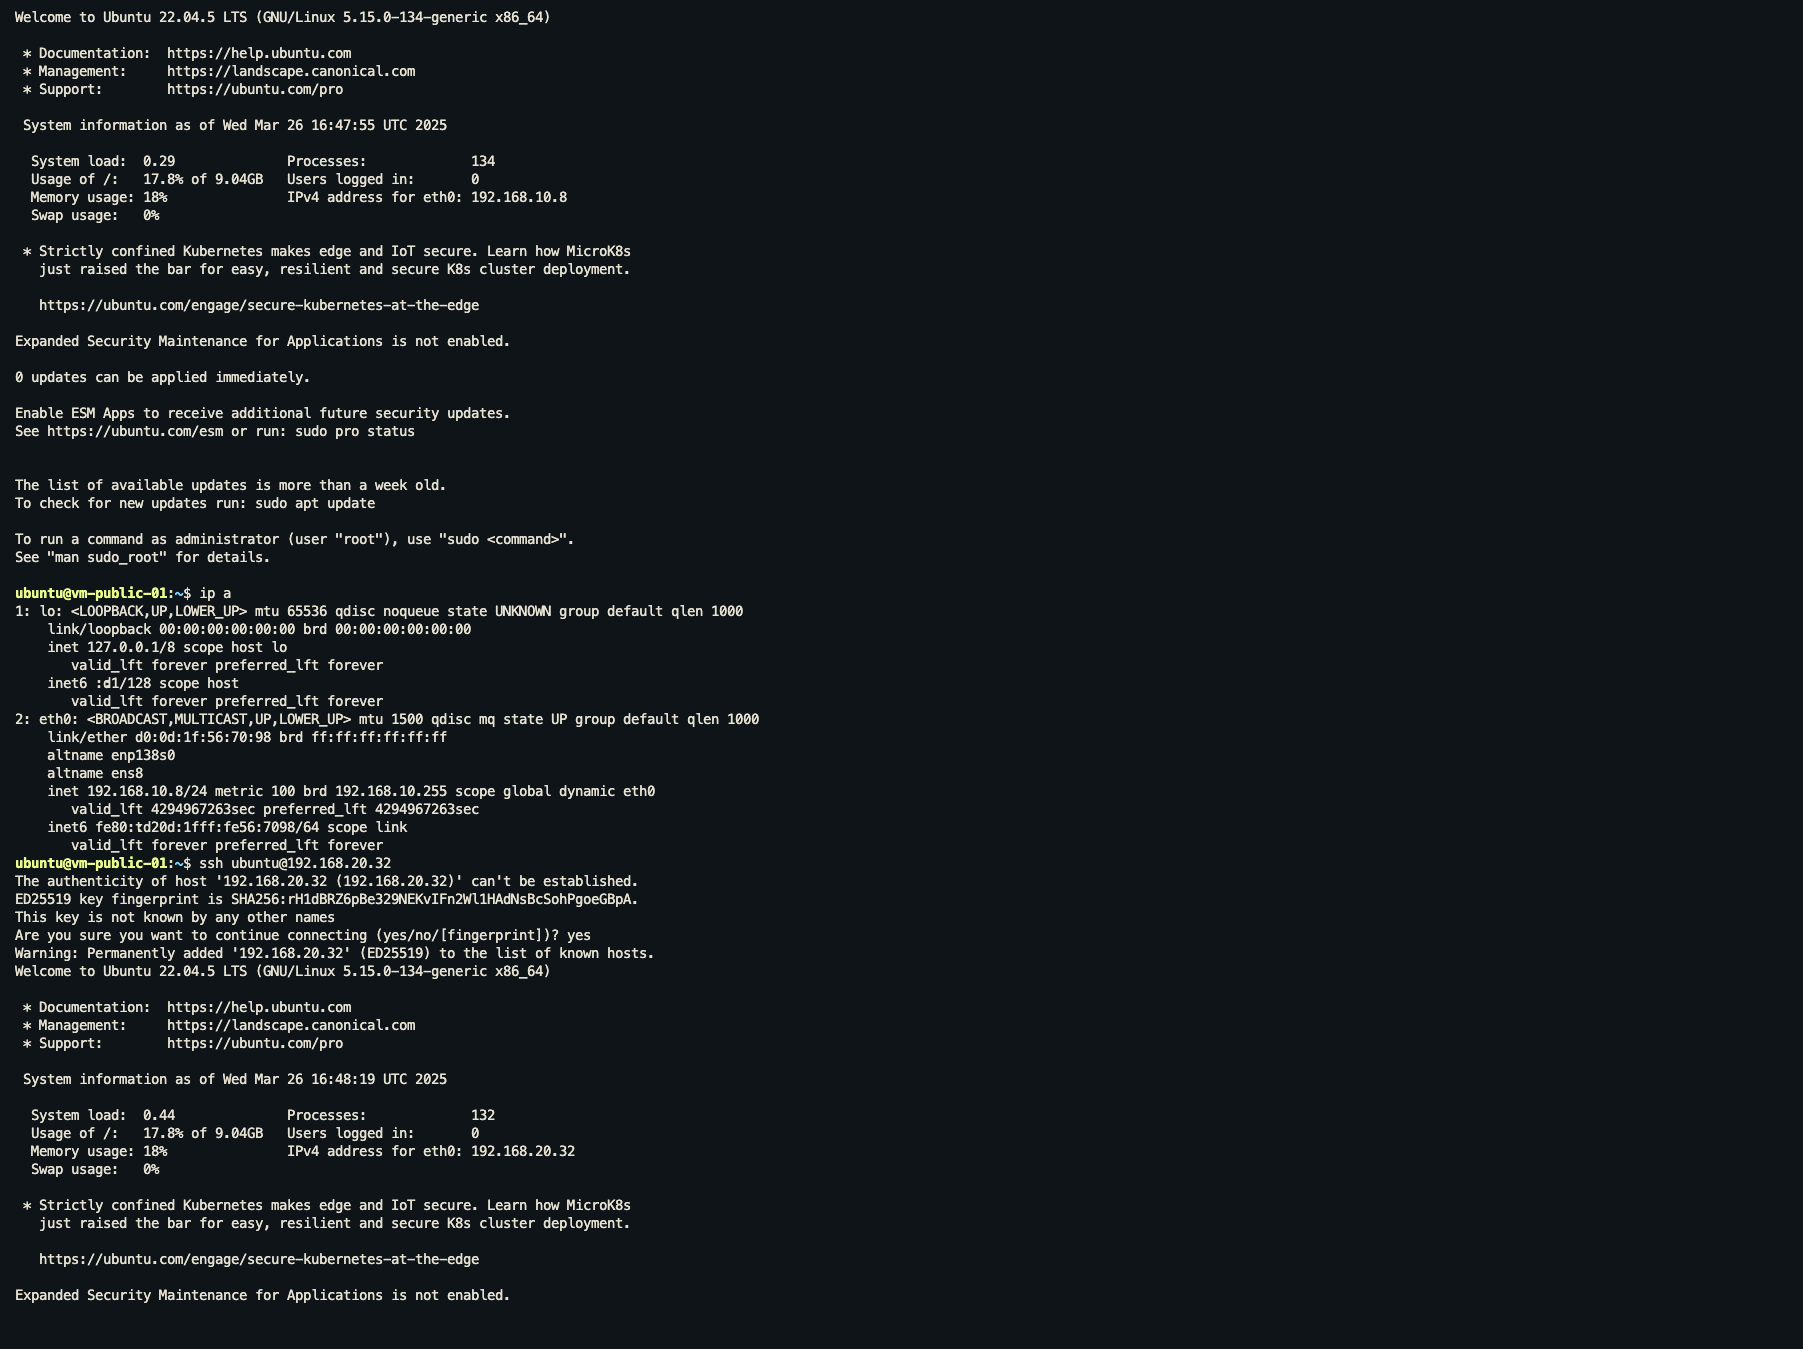 Welcome to Ubuntu 22.04.5 LTS (GNU/Linux 5.15.0-134-generic x86_64)
* Documentation:  https://help.ubuntu.com
* Management:     https://landscape.canonical.com
* Support:        https://ubuntu.com/pro
System information as of Wed Mar 26 16:47:55 UTC 2025
System load:  0.29              Processes:             134
Usage of /:   17.8% of 9.04GB   Users logged in:       0
Memory usage: 18%               IPv4 address for eth0: 192.168.10.8
Swap usage:   0%
* Strictly confined Kubernetes makes edge and IoT secure. Learn how MicroK8s
just raised the bar for easy, resilient and secure K8s cluster deployment.
https://ubuntu.com/engage/secure-kubernetes-at-the-edge
Expanded Security Maintenance for Applications is not enabled.
0 updates can be applied immediately.
Enable ESM Apps to receive additional future security updates.
See https://ubuntu.com/esm or run: sudo pro status
The list of available updates is more than a week old.
To check for new updates run: sudo apt update
To run a command as administrator (user "root"), use "sudo <command>".
See "man sudo_root" for details.
ubuntu@vm-public-01:~$ ip a
1: lo: <LOOPBACK,UP,LOWER_UP> mtu 65536 qdisc noqueue state UNKNOWN group default qlen 1000
link/loopback 00:00:00:00:00:00 brd 00:00:00:00:00:00
inet 127.0.0.1/8 scope host lo
valid_lft forever preferred_lft forever
inet6 ::1/128 scope host
valid_lft forever preferred_lft forever
2: eth0: <BROADCAST,MULTICAST,UP,LOWER_UP> mtu 1500 qdisc mq state UP group default qlen 1000
link/ether d0:0d:1f:56:70:98 brd ff:ff:ff:ff:ff:ff
altname enp138s0
altname ens8
inet 192.168.10.8/24 metric 100 brd 192.168.10.255 scope global dynamic eth0
valid_lft 4294967263sec preferred_lft 4294967263sec
inet6 fe80::d20d:1fff:fe56:7098/64 scope link
valid_lft forever preferred_lft forever
ubuntu@vm-public-01:~$ ssh ubuntu@192.168.20.32
The authenticity of host '192.168.20.32 (192.168.20.32)' can't be established.
ED25519 key fingerprint is SHA256:rH1dBRZ6pBe329NEKvIFn2Wl1HAdNsBcSohPgoeGBpA.
This key is not known by any other names
Are you sure you want to continue connecting (yes/no/[fingerprint])? yes
Warning: Permanently added '192.168.20.32' (ED25519) to the list of known hosts.
Welcome to Ubuntu 22.04.5 LTS (GNU/Linux 5.15.0-134-generic x86_64)
* Documentation:  https://help.ubuntu.com
* Management:     https://landscape.canonical.com
* Support:        https://ubuntu.com/pro
System information as of Wed Mar 26 16:48:19 UTC 2025
System load:  0.44              Processes:             132
Usage of /:   17.8% of 9.04GB   Users logged in:       0
Memory usage: 18%               IPv4 address for eth0: 192.168.20.32
Swap usage:   0%
* Strictly confined Kubernetes makes edge and IoT secure. Learn how MicroK8s
just raised the bar for easy, resilient and secure K8s cluster deployment.
https://ubuntu.com/engage/secure-kubernetes-at-the-edge
Expanded Security Maintenance for Applications is not enabled.